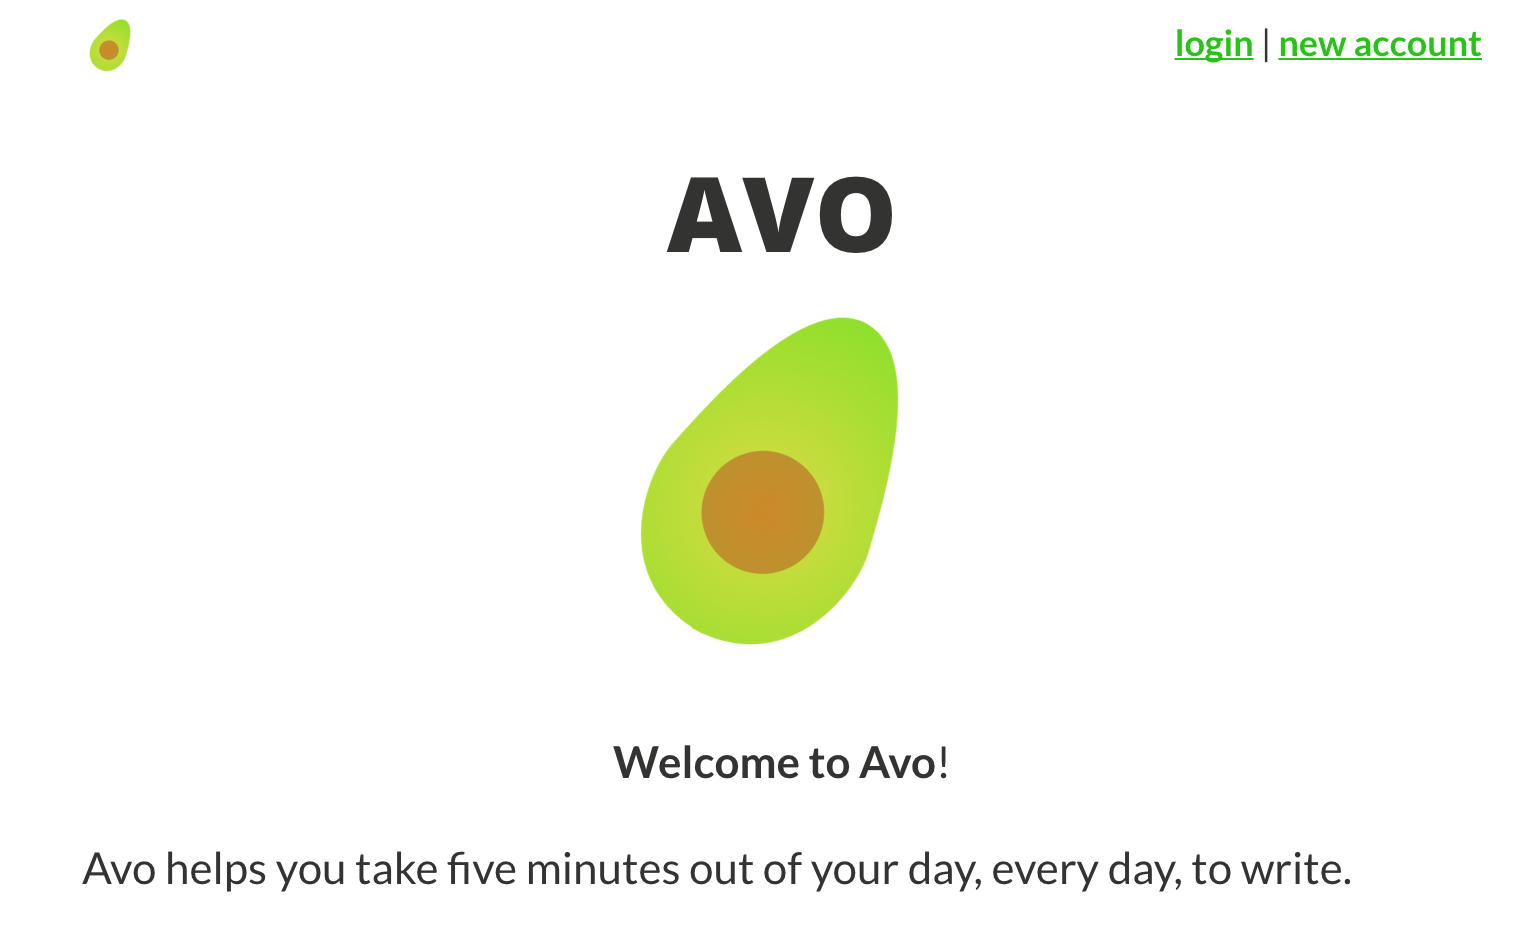 login | new account
AVO
Welcome to Avo!
Avo helps you take five minutes out of your day, every day, to write.